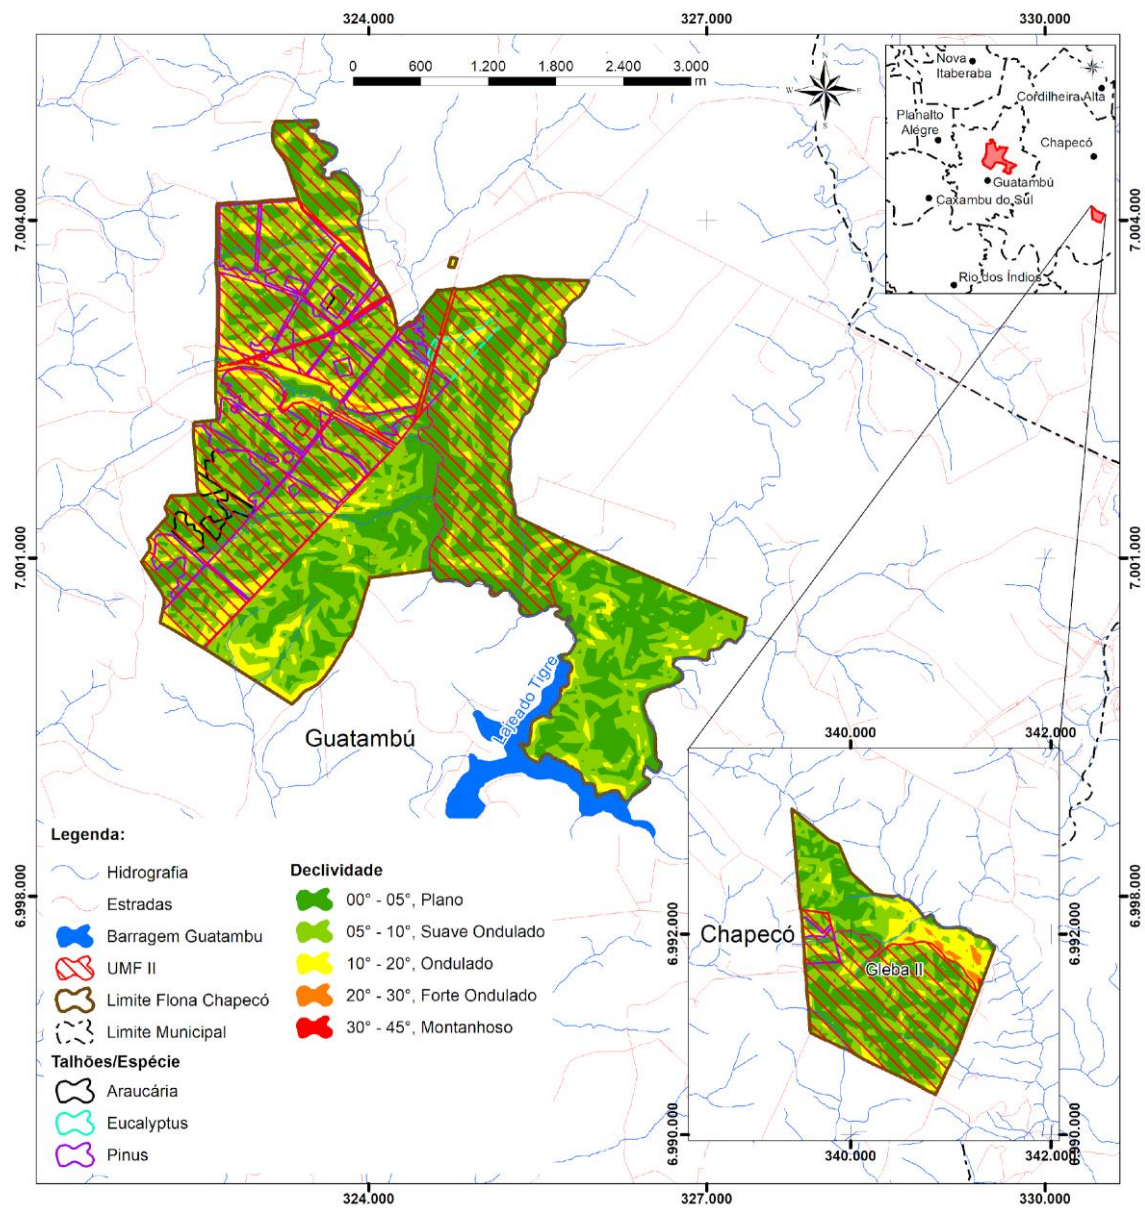 324.000
327.000
330.000
0
600
1.200
1.800
2.400
3.000
m
N
W
E
S
Nova
Itaberaba
Cordilheira Alta
Planalto
Alegre
Chapecó
Guatambú
Caxambu do Sul
Rio dos Índios
7.004.000
7.004.000
7.001.000
7.001.000
Lajeado Tigre
Guatambú
340.000
342.000
Legenda:
Hidrografia
Estradas
Barragem Guatambu
UMF II
Limite Flona Chapecó
Limite Municipal
Talhões/Espécie
Araucária
Eucalyptus
Pinus
Declividade
00° - 05°, Plano
05° - 10°, Suave Ondulado
10° - 20°, Ondulado
20° - 30°, Forte Ondulado
30° - 45°, Montanhoso
6.998.000
6.998.000
6.992.000
6.992.000
Chapecó
Gleba II
6.990.000
6.990.000
340.000
342.000
324.000
327.000
330.000